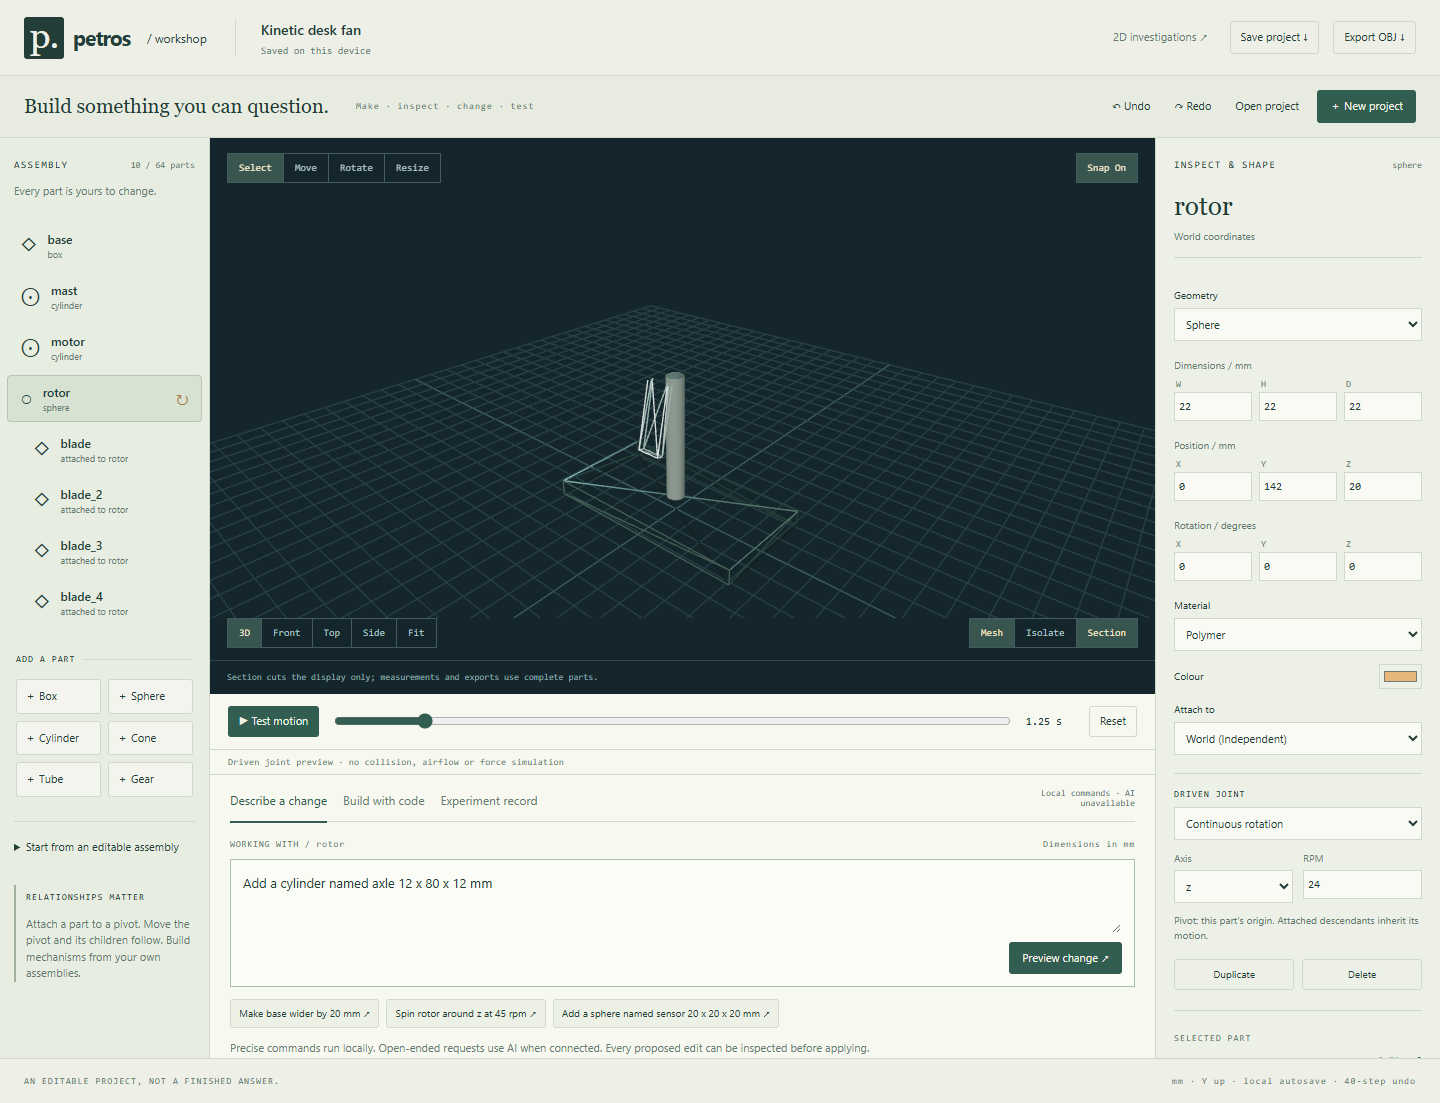 p. petros / workshop
Kinetic desk fan
Saved on this device
2D investigations ↗
Save project ↓
Export OBJ ↓
Build something you can question.
Make · inspect · change · test
↶ Undo
↷ Redo
Open project
+ New project
ASSEMBLY
10 / 64 parts
Every part is yours to change.
base
box
mast
cylinder
motor
cylinder
rotor
sphere
blade
attached to rotor
blade_2
attached to rotor
blade_3
attached to rotor
blade_4
attached to rotor
ADD A PART
+ Box
+ Sphere
+ Cylinder
+ Cone
+ Tube
+ Gear
▶ Start from an editable assembly
RELATIONSHIPS MATTER
Attach a part to a pivot. Move the
pivot and its children follow. Build
mechanisms from your own
assemblies.
Select
Move
Rotate
Resize
Snap On
3D
Front
Top
Side
Fit
Mesh
Isolate
Section
Section cuts the display only; measurements and exports use complete parts.
▶ Test motion
1.25 s
Reset
Driven joint preview · no collision, airflow or force simulation
Describe a change
Build with code
Experiment record
Local commands · AI
unavailable
WORKING WITH / rotor
Dimensions in mm
Add a cylinder named axle 12 x 80 x 12 mm
Preview change ↗
Make base wider by 20 mm ↗
Spin rotor around z at 45 rpm ↗
Add a sphere named sensor 20 x 20 x 20 mm ↗
Precise commands run locally. Open-ended requests use AI when connected. Every proposed edit can be inspected before applying.
INSPECT & SHAPE
sphere
rotor
World coordinates
Geometry
Sphere
Dimensions / mm
W H D
22 22 22
Position / mm
X Y Z
0 142 20
Rotation / degrees
X Y Z
0 0 0
Material
Polymer
Colour
Attach to
World (Independent)
DRIVEN JOINT
Continuous rotation
Axis
RPM
z
24
Pivot: this part's origin. Attached descendants inherit its
motion.
Duplicate
Delete
SELECTED PART
AN EDITABLE PROJECT, NOT A FINISHED ANSWER.
mm · Y up · local autosave · 40-step undo